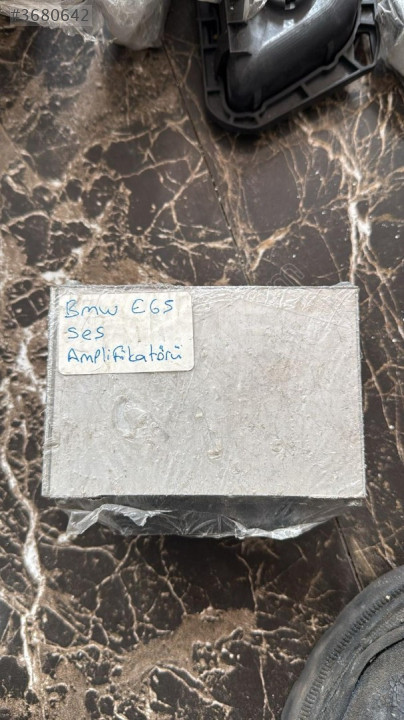 #3680642
Bmw E65
Ses
Amplifikatörü